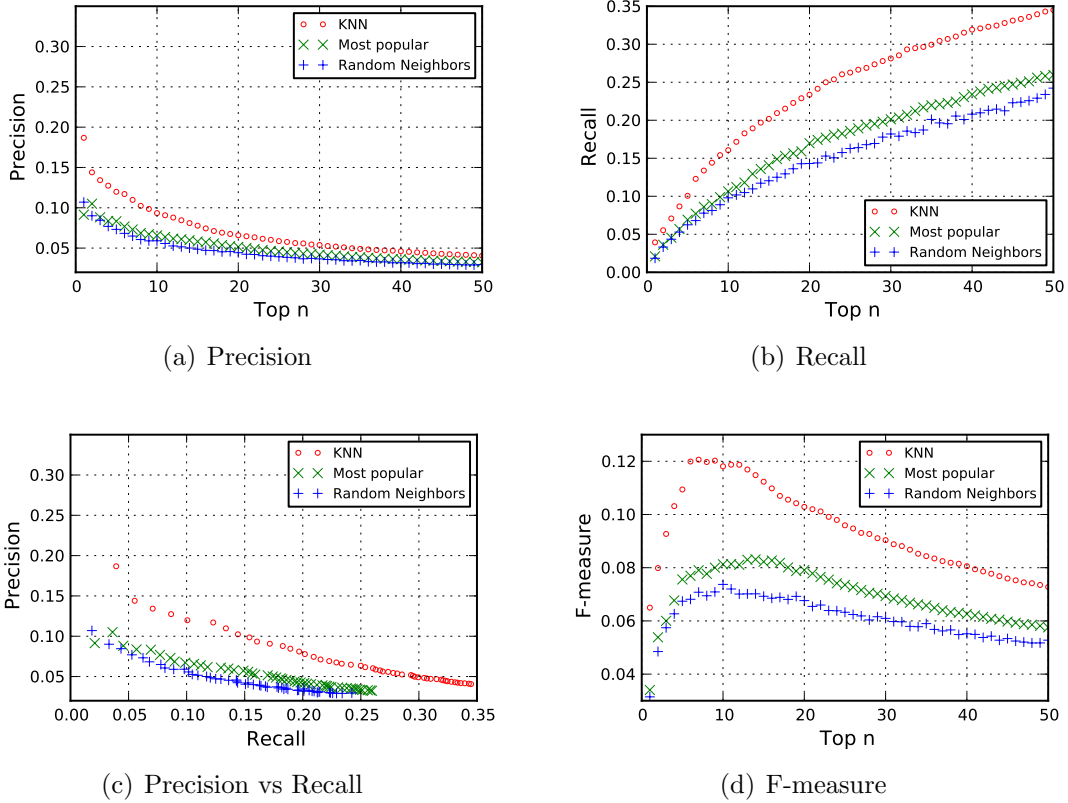 0.35
0.30
0.25
0.20
0.15
0.10
0.05
Precision
0 10 20 30 40 50
Top n
KNN
Most popular
Random Neighbors
(a) Precision
0.35
0.30
0.25
0.20
0.15
0.10
0.05
0.00
Recall
0 10 20 30 40 50
Top n
KNN
Most popular
Random Neighbors
(b) Recall
0.30
0.25
0.20
0.15
0.10
0.05
Precision
0.00 0.05 0.10 0.15 0.20 0.25 0.30 0.35
Recall
KNN
Most popular
Random Neighbors
(c) Precision vs Recall
0.12
0.10
0.08
0.06
0.04
F-measure
0 10 20 30 40 50
Top n
KNN
Most popular
Random Neighbors
(d) F-measure